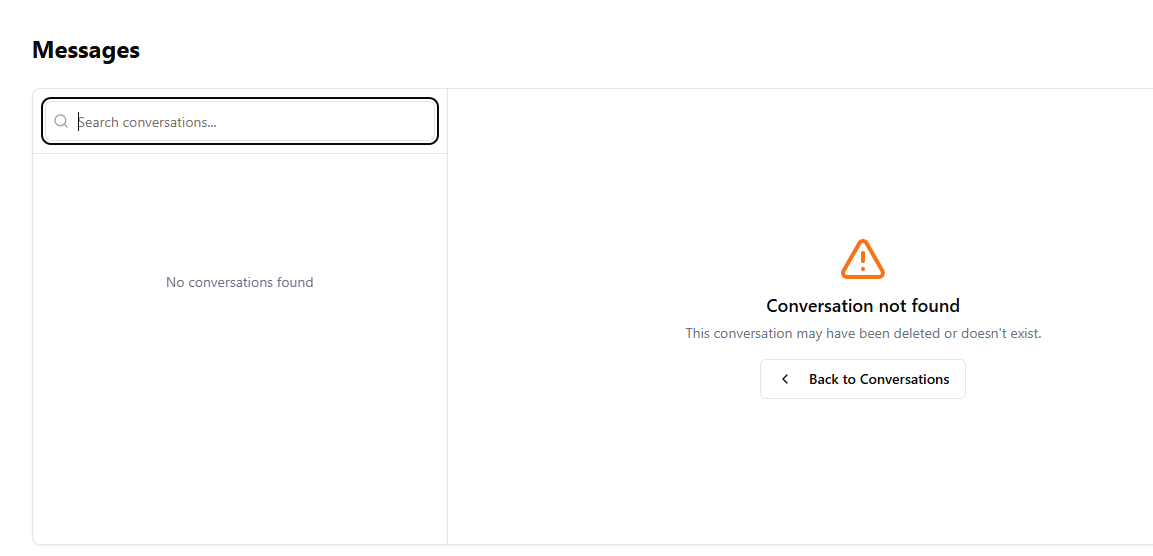 Messages
Search conversations...
No conversations found
Conversation not found
This conversation may have been deleted or doesn't exist.
Back to Conversations